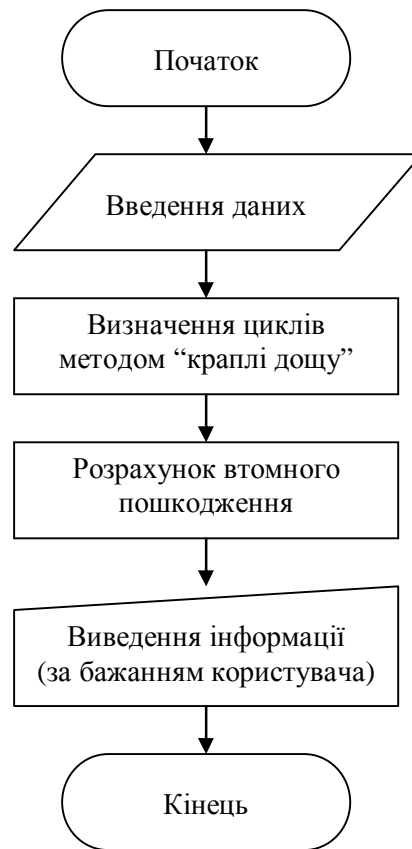 Початок
Введення даних
Визначення циклів
методом “краплі дощу”
Розрахунок втомного
пошкодження
Виведення інформації
(за бажанням користувача)
Кінець